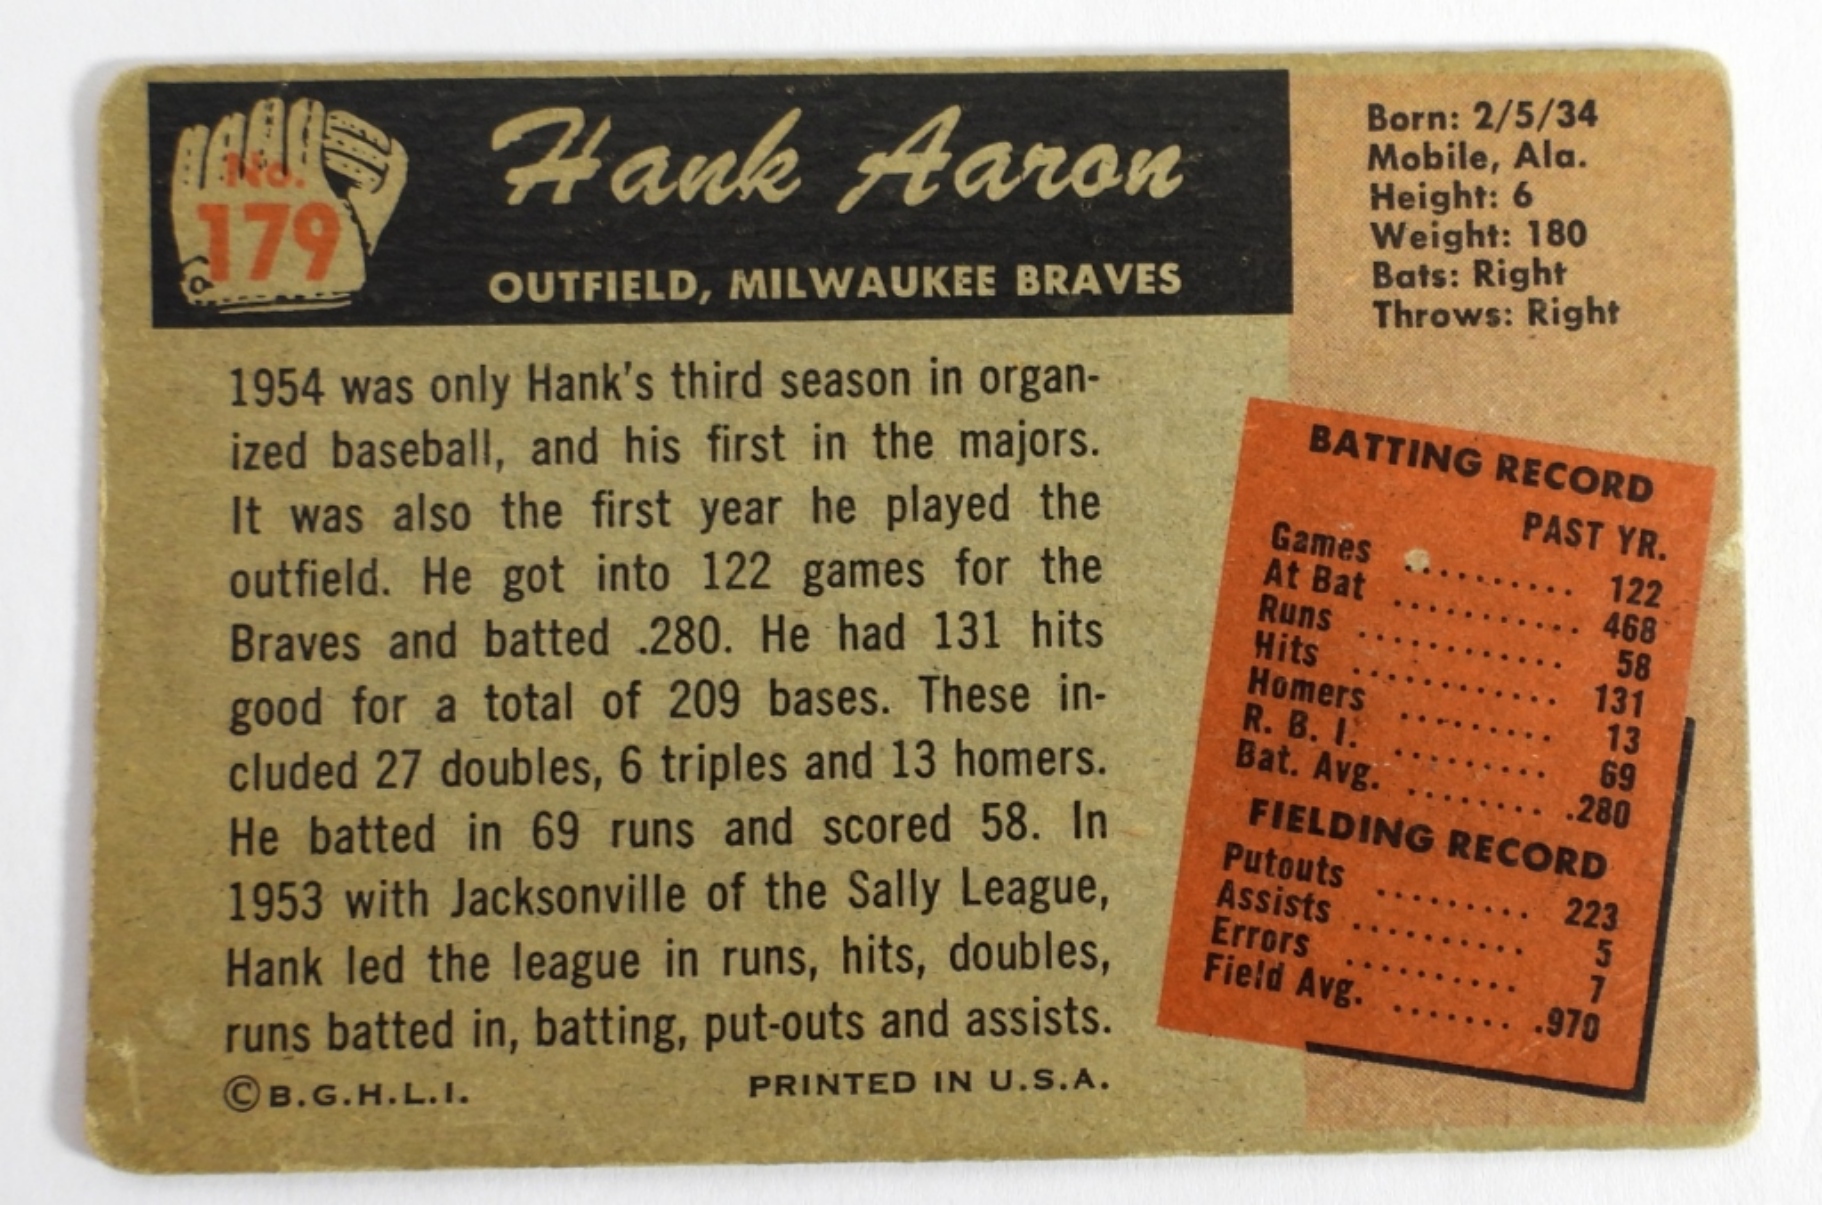 No.
179
Hank Aaron
OUTFIELD, MILWAUKEE BRAVES
Born: 2/5/34
Mobile, Ala.
Height: 6
Weight: 180
Bats: Right
Throws: Right
1954 was only Hank's third season in organ-
ized baseball, and his first in the majors.
It was also the first year he played the
outfield. He got into 122 games for the
Braves and batted .280. He had 131 hits
good for a total of 209 bases. These in-
cluded 27 doubles, 6 triples and 13 homers.
He batted in 69 runs and scored 58. In
1953 with Jacksonville of the Sally League,
Hank led the league in runs, hits, doubles,
runs batted in, batting, put-outs and assists.
©B.G.H.L.I. PRINTED IN U.S.A.
BATTING RECORD
PAST YR.
Games .......... 122
At Bat .......... 468
Runs ........... 58
Hits ............ 131
Homers .......... 13
R. B. I. .......... 69
Bat. Avg. ........ .280
FIELDING RECORD
Putouts ......... 223
Assists .......... 5
Errors .......... 7
Field Avg. ....... .970